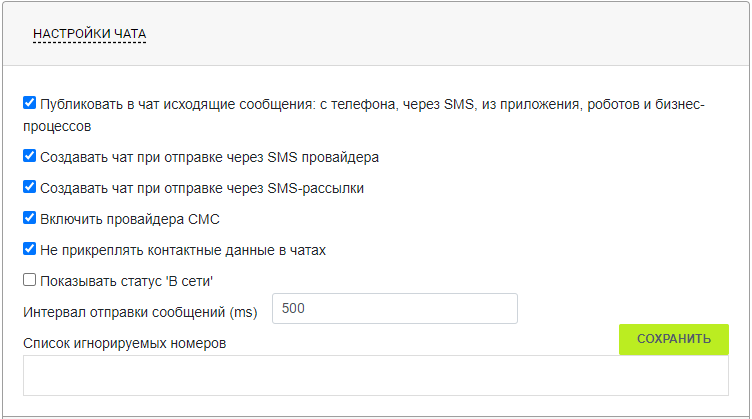 НАСТРОЙКИ ЧАТА
Публиковать в чат исходящие сообщения: с телефона, через SMS, из приложения, роботов и бизнес-
процессов
Создавать чат при отправке через SMS провайдера
Создавать чат при отправке через SMS-рассылки
Включить провайдера СМС
Не прикреплять контактные данные в чатах
Показывать статус 'В сети'
Интервал отправки сообщений (ms) 500
Список игнорируемых номеров СОХРАНИТЬ